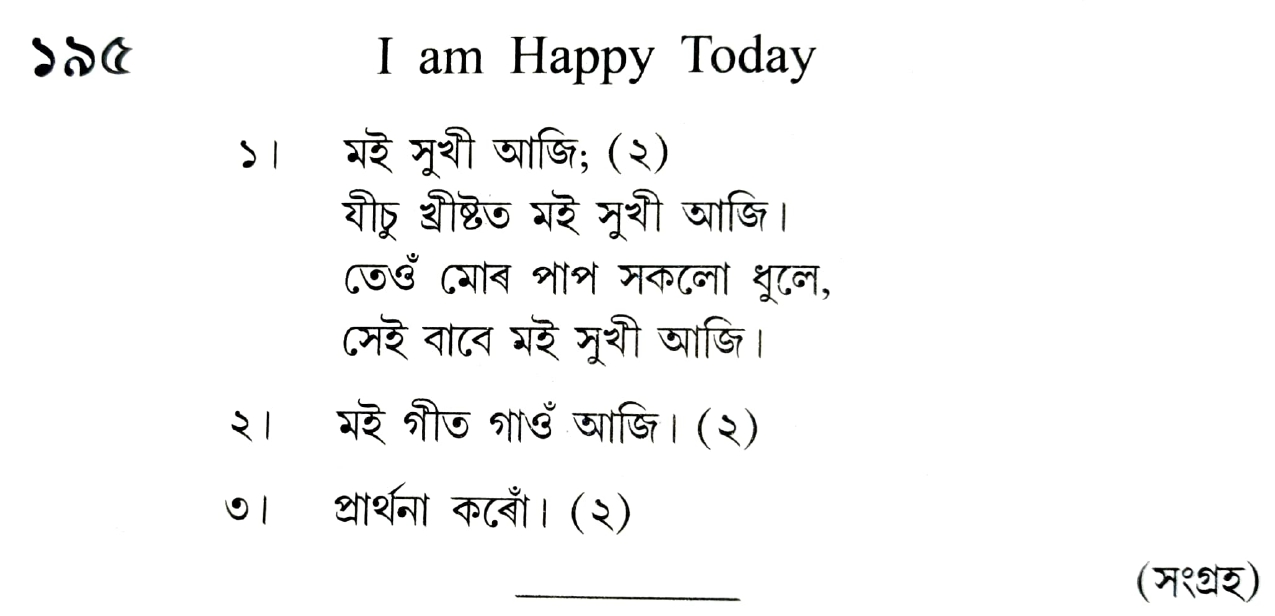 ১৯৫ I am Happy Today
১। মই সুখী আজি; (২)
যীচু খ্ৰীষ্টত মই সুখী আজি।
তেওঁ মোৰ পাপ সকলো ধুলে,
সেই বাবে মই সুখী আজি।
২। মই গীত গাওঁ আজি। (২)
৩। প্ৰাৰ্থনা কৰোঁ। (২)
(সংগ্ৰহ)